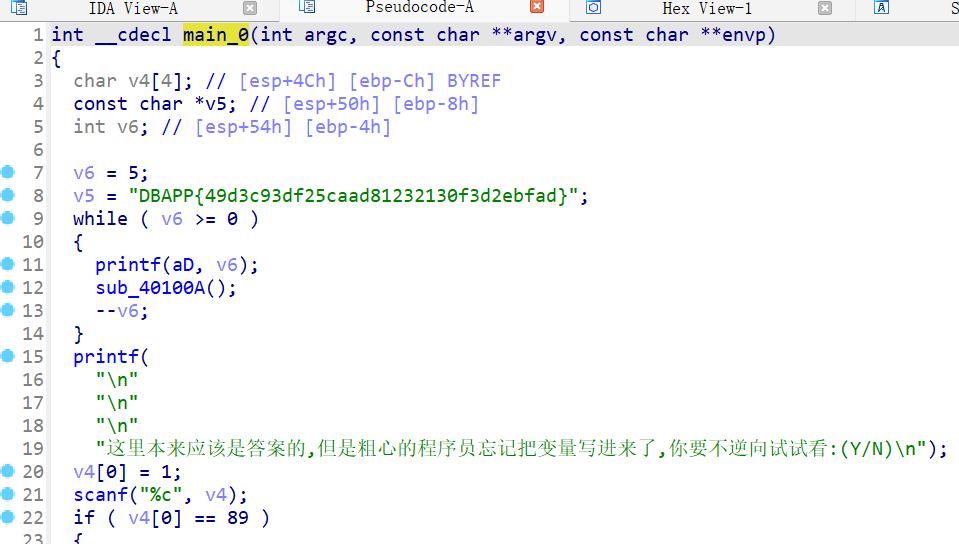 IDA View-A Pseudocode-A Hex View-1 A S
1 int __cdecl main_0(int argc, const char **argv, const char **envp)
2 {
3 char v4[4]; // [esp+4Ch] [ebp-Ch] BYREF
4 const char *v5; // [esp+50h] [ebp-8h]
5 int v6; // [esp+54h] [ebp-4h]
6
7 v6 = 5;
8 v5 = "DBAPP{49d3c93df25caad81232130f3d2ebfad}";
9 while ( v6 >= 0 )
10 {
11 printf(aD, v6);
12 sub_40100A();
13 --v6;
14 }
15 printf(
16 "\n"
17 "\n"
18 "\n"
19 "这里本来应该是答案的,但是粗心的程序员忘记把变量写进来了,你要不逆向试试看:(Y/N)\n");
20 v4[0] = 1;
21 scanf("%c", v4);
22 if ( v4[0] == 89 )
23 {